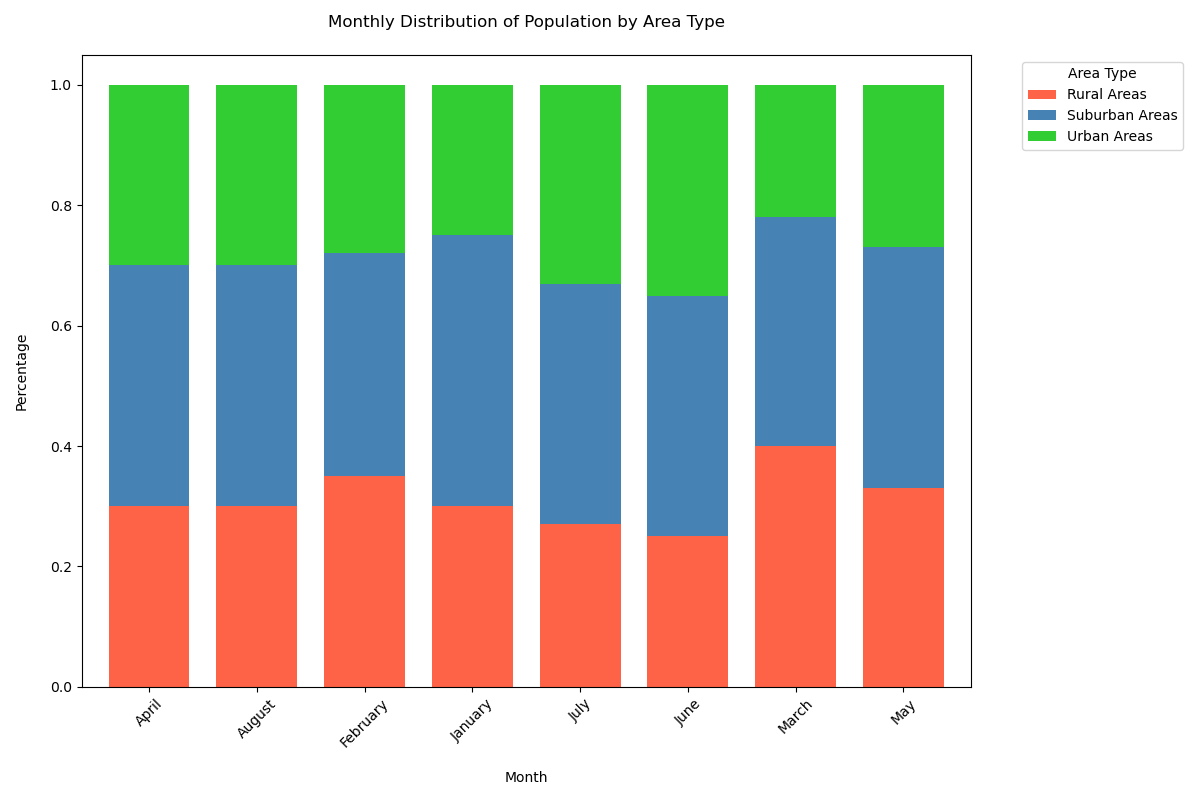 Monthly Distribution of Population by Area Type
Area Type
Rural Areas
Suburban Areas
Urban Areas
Percentage
1.0
0.8
0.6
0.4
0.2
0.0
April
August
February
January
July
June
March
May
Month